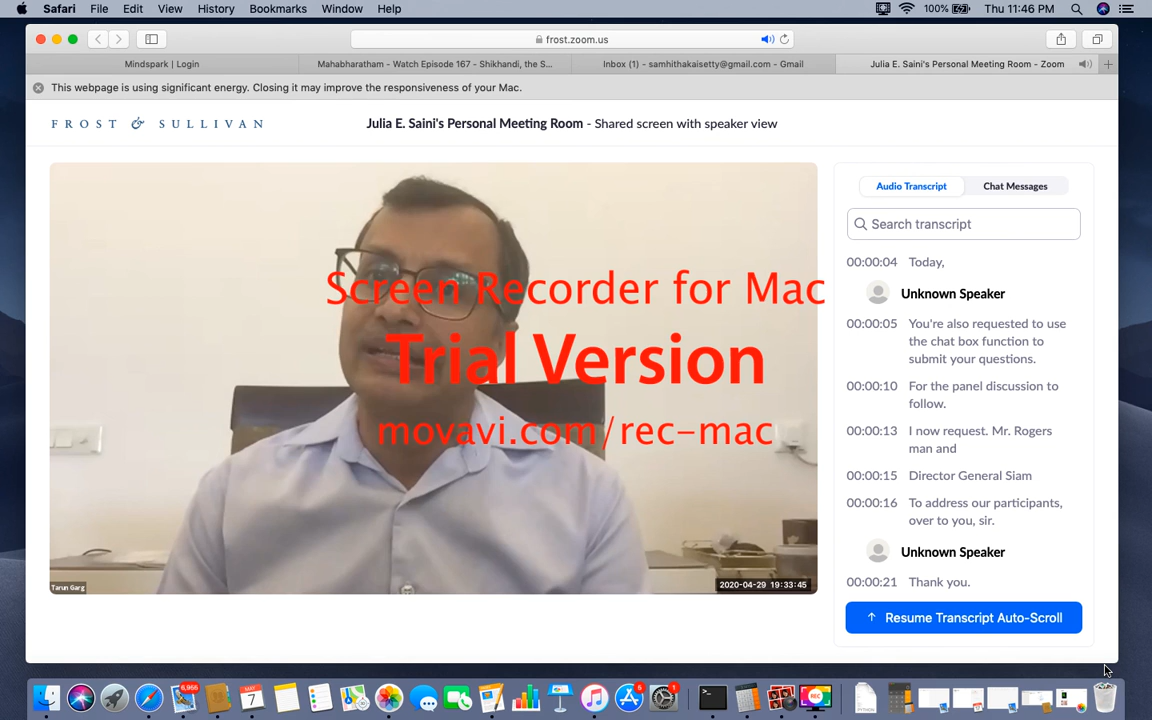 Safari File Edit View History Bookmarks Window Help 100% Thu 11:46 PM
frost.zoom.us
Mindspark | Login
Mahabharatham - Watch Episode 167 - Shikhandi, the S...
Inbox (1) - samhithakaisetty@gmail.com - Gmail
Julia E. Saini's Personal Meeting Room - Zoom
This webpage is using significant energy. Closing it may improve the responsiveness of your Mac.
FROST & SULLIVAN
Julia E. Saini's Personal Meeting Room - Shared screen with speaker view
Screen Recorder for Mac
Trial Version
movavi.com/rec-mac
Tarun Garg
2020-04-29 19:33:45
Audio Transcript
Chat Messages
Search transcript
00:00:04 Today,
Unknown Speaker
00:00:05 You're also requested to use
the chat box function to
submit your questions.
00:00:10 For the panel discussion to
follow.
00:00:13 I now request. Mr. Rogers
man and
00:00:15 Director General Siam
00:00:16 To address our participants,
over to you, sir.
Unknown Speaker
00:00:21 Thank you.
Resume Transcript Auto-Scroll